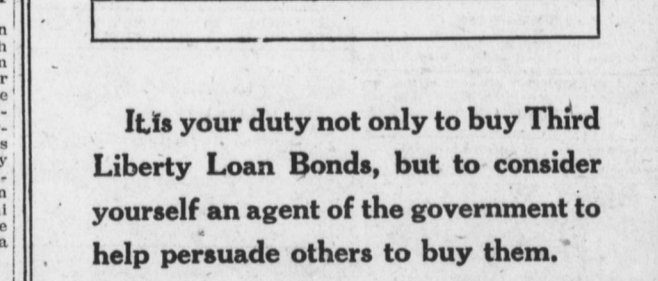 It is your duty not only to buy Third
Liberty Loan Bonds, but to consider
yourself an agent of the government to
help persuade others to buy them.